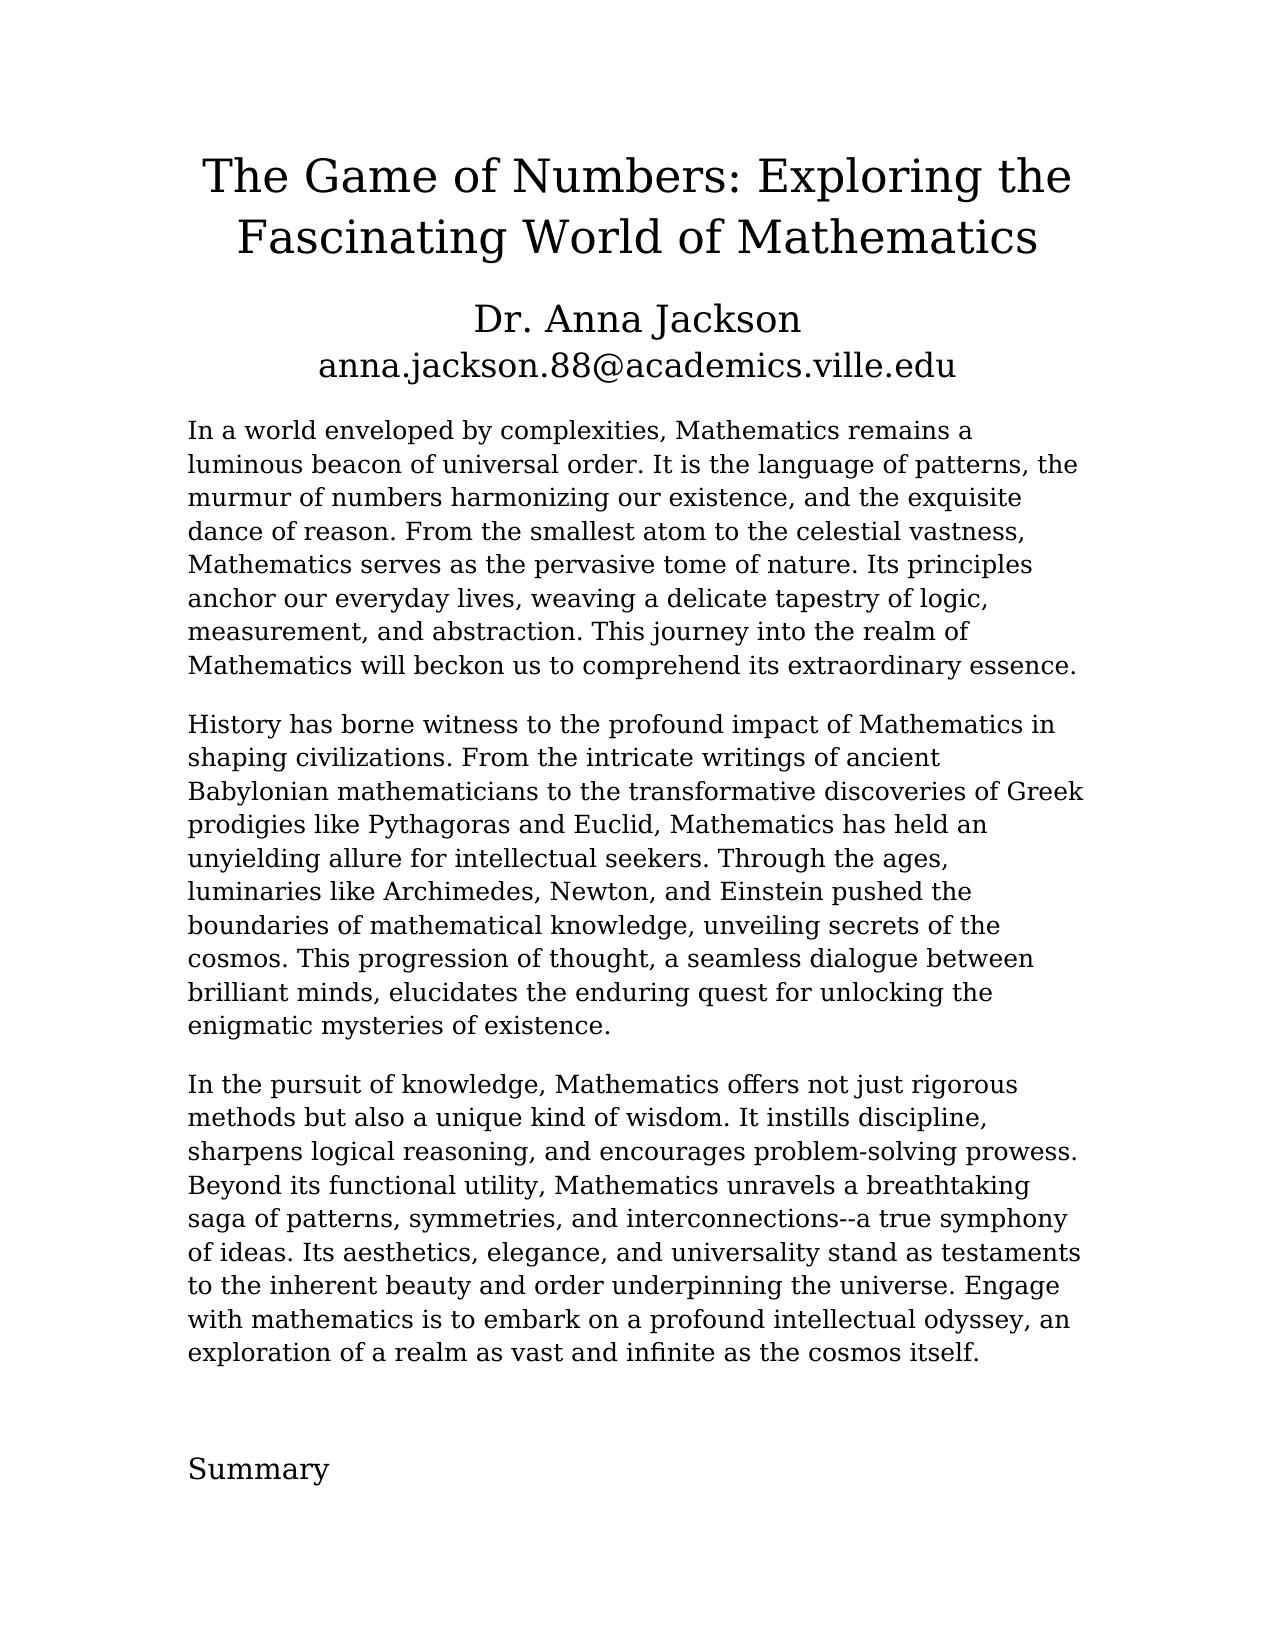 The Game of Numbers: Exploring the
Fascinating World of Mathematics
Dr. Anna Jackson
anna.jackson.88@academics.ville.edu
In a world enveloped by complexities, Mathematics remains a
luminous beacon of universal order. It is the language of patterns, the
murmur of numbers harmonizing our existence, and the exquisite
dance of reason. From the smallest atom to the celestial vastness,
Mathematics serves as the pervasive tome of nature. Its principles
anchor our everyday lives, weaving a delicate tapestry of logic,
measurement, and abstraction. This journey into the realm of
Mathematics will beckon us to comprehend its extraordinary essence.
History has borne witness to the profound impact of Mathematics in
shaping civilizations. From the intricate writings of ancient
Babylonian mathematicians to the transformative discoveries of Greek
prodigies like Pythagoras and Euclid, Mathematics has held an
unyielding allure for intellectual seekers. Through the ages,
luminaries like Archimedes, Newton, and Einstein pushed the
boundaries of mathematical knowledge, unveiling secrets of the
cosmos. This progression of thought, a seamless dialogue between
brilliant minds, elucidates the enduring quest for unlocking the
enigmatic mysteries of existence.
In the pursuit of knowledge, Mathematics offers not just rigorous
methods but also a unique kind of wisdom. It instills discipline,
sharpens logical reasoning, and encourages problem-solving prowess.
Beyond its functional utility, Mathematics unravels a breathtaking
saga of patterns, symmetries, and interconnections--a true symphony
of ideas. Its aesthetics, elegance, and universality stand as testaments
to the inherent beauty and order underpinning the universe. Engage
with mathematics is to embark on a profound intellectual odyssey, an
exploration of a realm as vast and infinite as the cosmos itself.
Summary